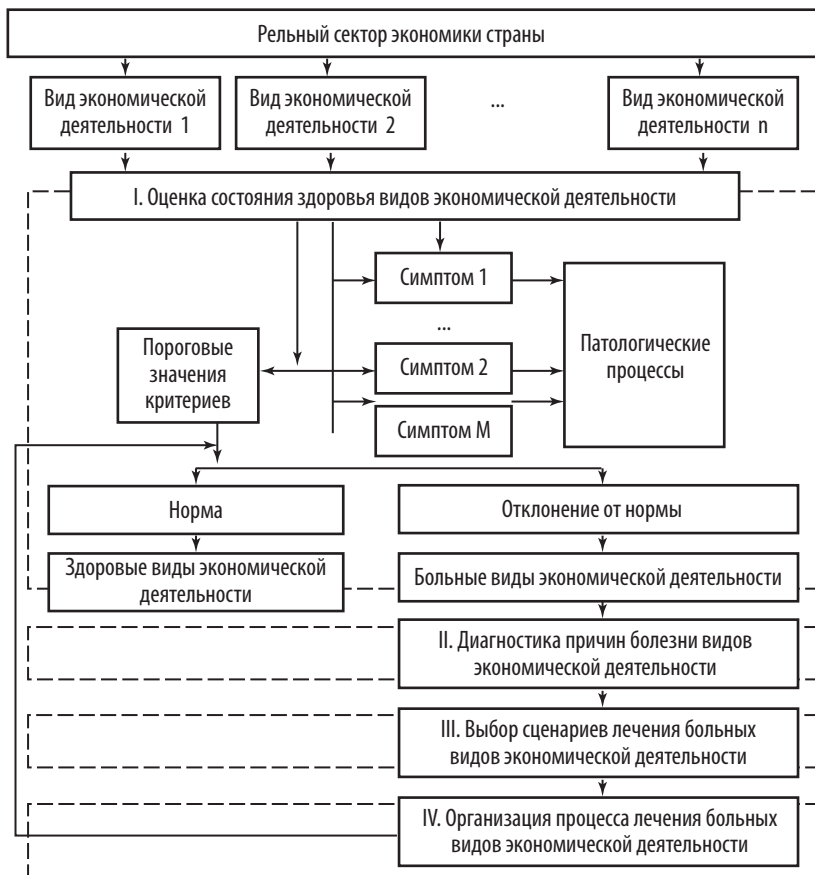 Рельный сектор экономики страны
Вид экономической
деятельности 1
Вид экономической
деятельности 2
...
Вид экономической
деятельности n
I. Оценка состояния здоровья видов экономической деятельности
Симптом 1
...
Пороговые
значения
критериев
Симптом 2
Симптом М
Патологические
процессы
Норма
Отклонение от нормы
Здоровые виды экономической
деятельности
Больные виды экономической деятельности
II. Диагностика причин болезни видов
экономической деятельности
III. Выбор сценариев лечения больных
видов экономической деятельности
IV. Организация процесса лечения больных
видов экономической деятельности